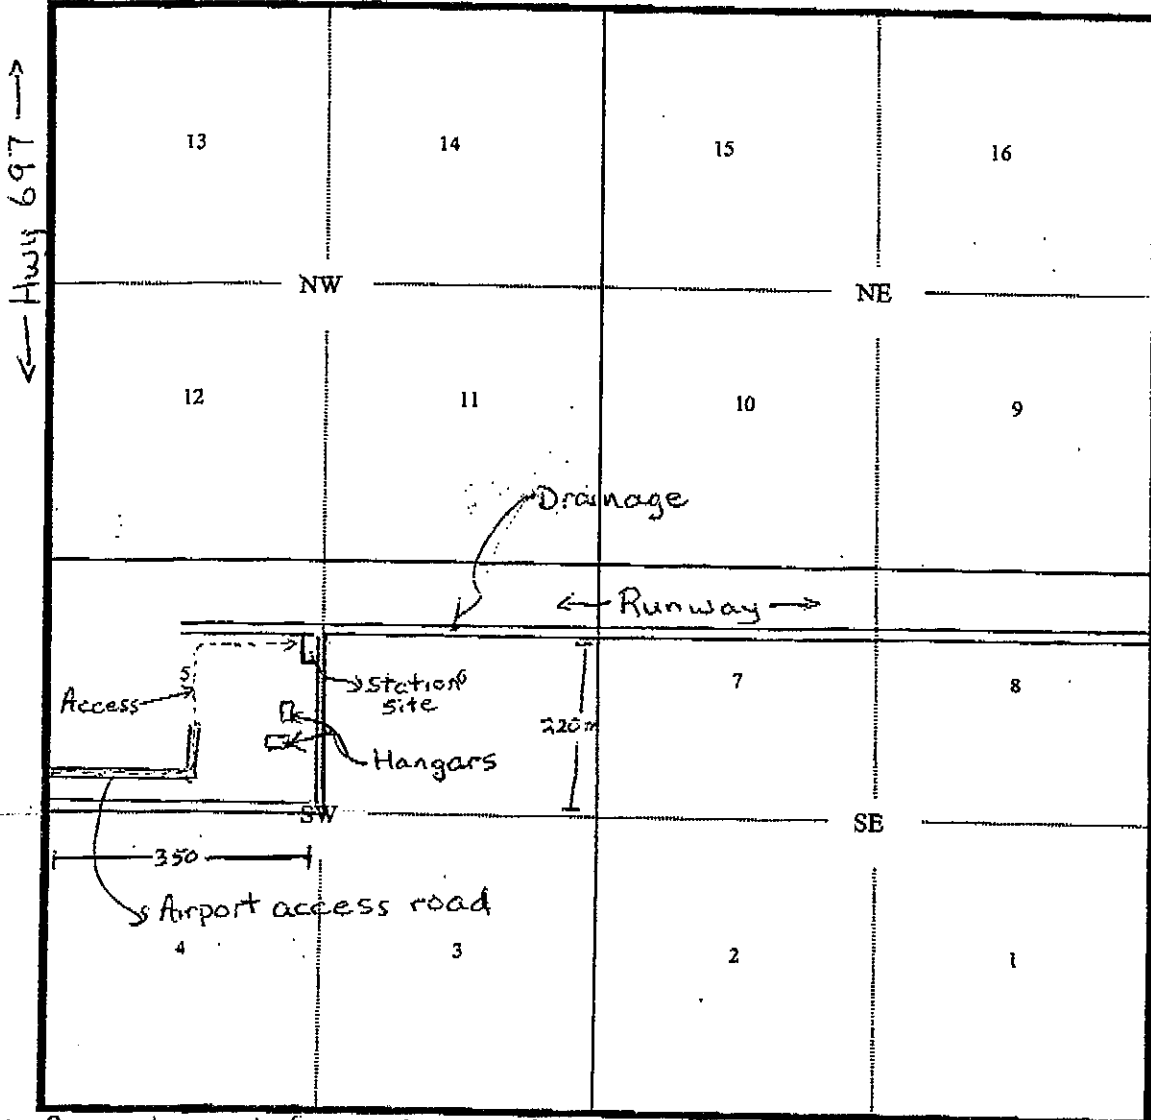 ← Hwy 697 →
13
14
15
16
NW
NE
12
11
10
9
Drainage
← Runway →
5
Access
Station
site
6
7
8
220m
Hangars
SW
SE
350
Airport access road
4
3
2
1